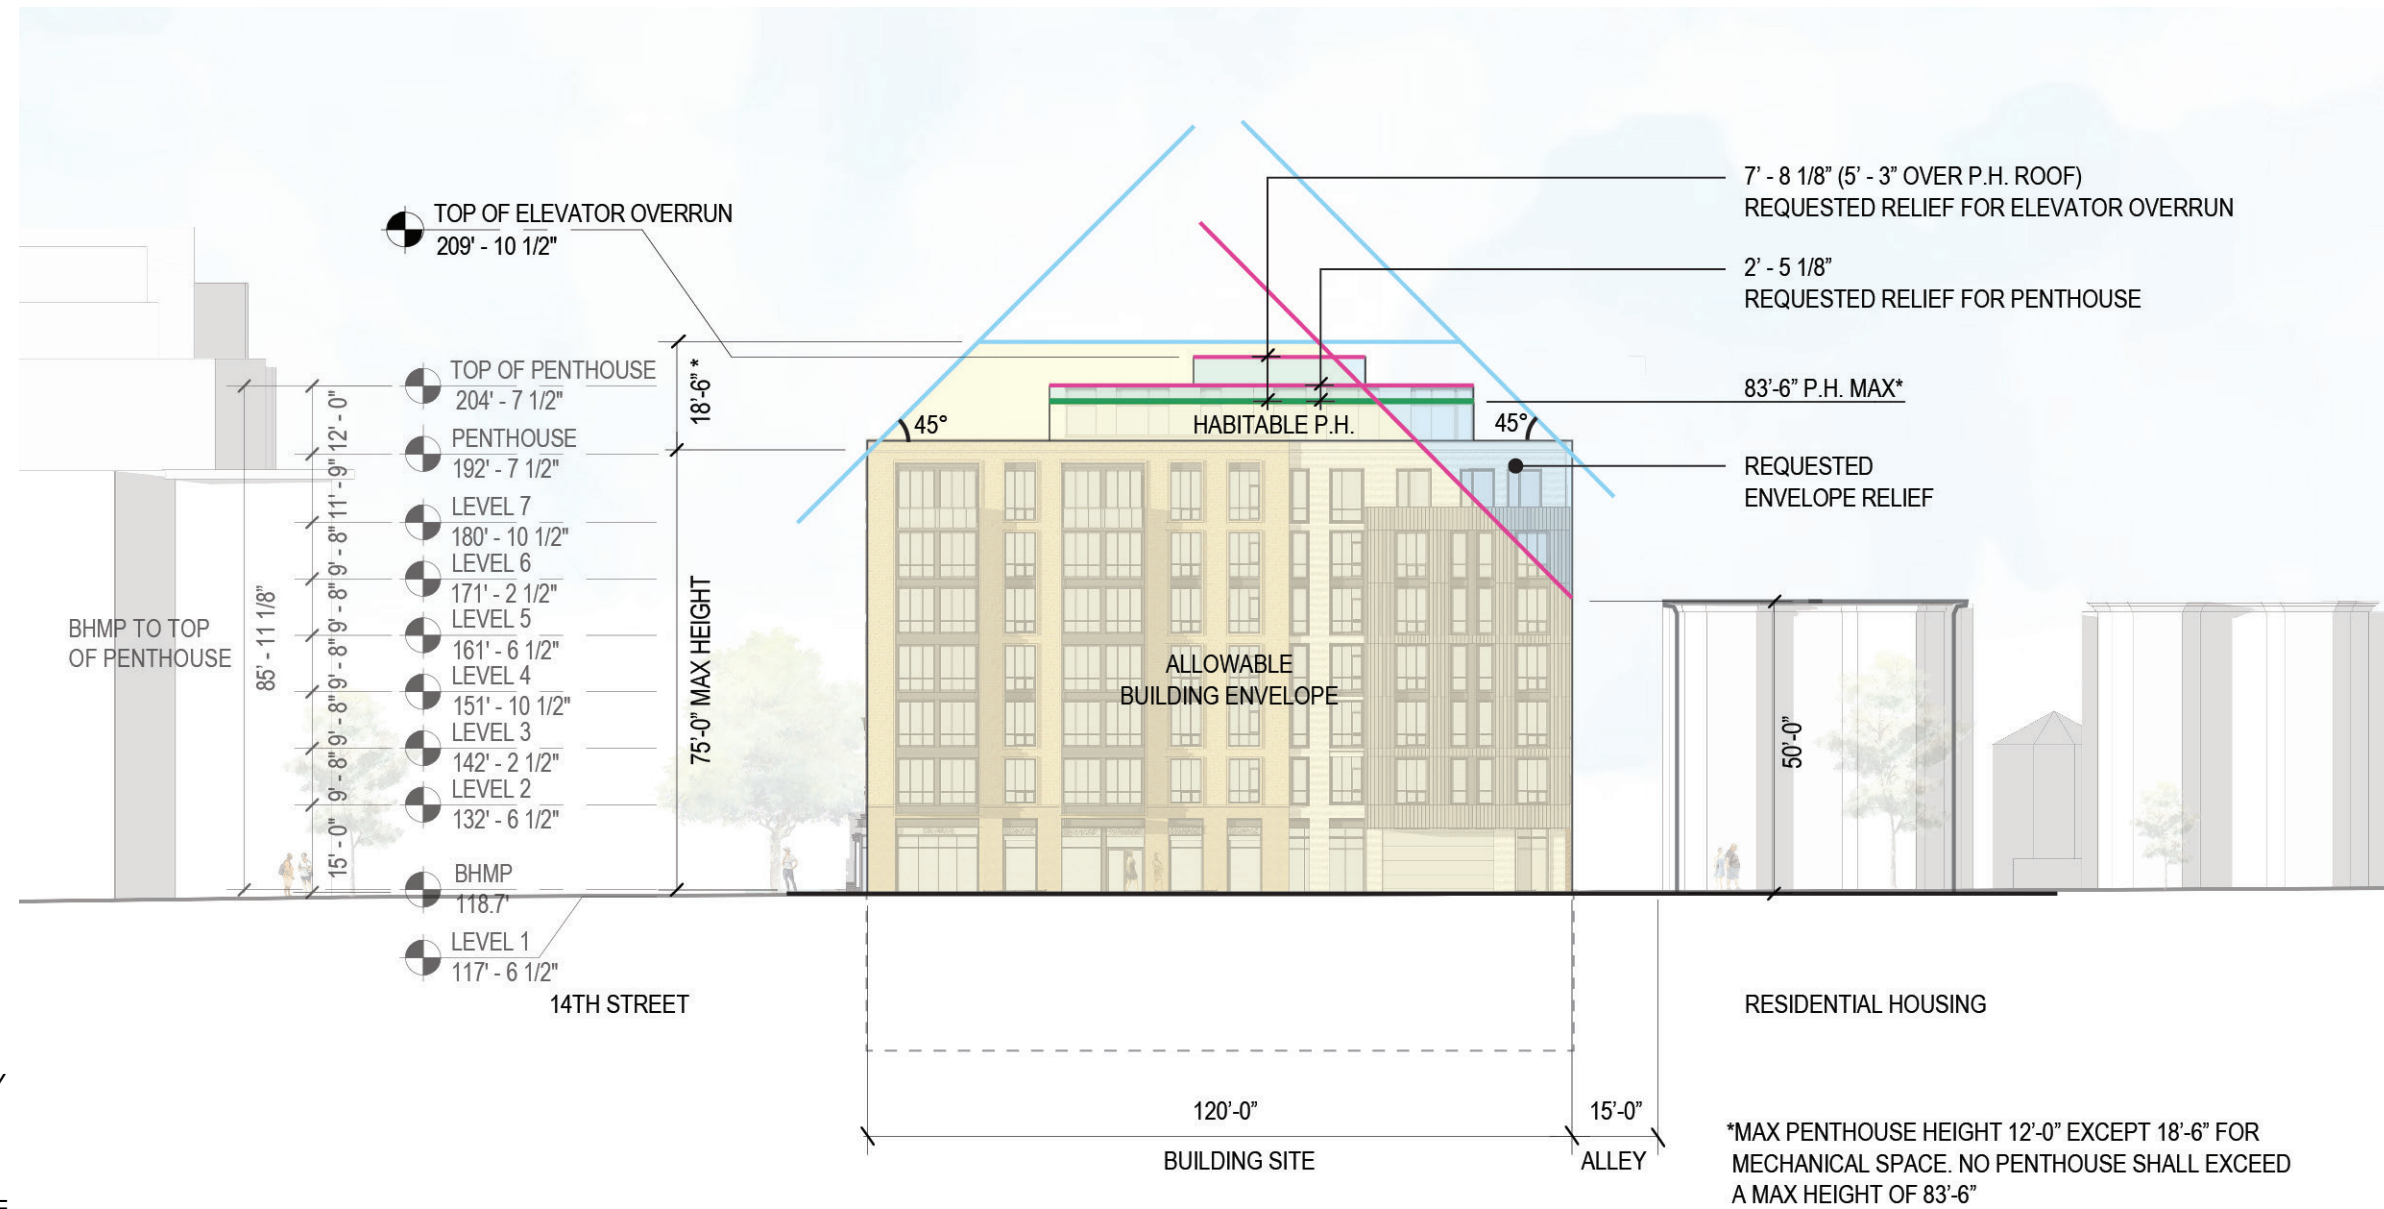 TOP OF ELEVATOR OVERRUN
209' - 10 1/2"
TOP OF PENTHOUSE
204' - 7 1/2"
PENTHOUSE
192' - 7 1/2"
LEVEL 7
180' - 10 1/2"
LEVEL 6
171' - 2 1/2"
LEVEL 5
161' - 6 1/2"
LEVEL 4
151' - 10 1/2"
LEVEL 3
142' - 2 1/2"
LEVEL 2
132' - 6 1/2"
BHMP
118.7'
LEVEL 1
117' - 6 1/2"
12' - 0"
11' - 9"
9' - 8"
9' - 8"
9' - 8"
9' - 8"
9' - 8"
15' - 0"
BHMP TO TOP
OF PENTHOUSE
85' - 11 1/8"
18'-6" *
75'-0" MAX HEIGHT
45°
HABITABLE P.H.
45°
ALLOWABLE
BUILDING ENVELOPE
7' - 8 1/8" (5' - 3" OVER P.H. ROOF)
REQUESTED RELIEF FOR ELEVATOR OVERRUN
2' - 5 1/8"
REQUESTED RELIEF FOR PENTHOUSE
83'-6" P.H. MAX*
REQUESTED
ENVELOPE RELIEF
50'-0"
14TH STREET
RESIDENTIAL HOUSING
120'-0"
BUILDING SITE
15'-0"
ALLEY
*MAX PENTHOUSE HEIGHT 12'-0" EXCEPT 18'-6" FOR
MECHANICAL SPACE. NO PENTHOUSE SHALL EXCEED
A MAX HEIGHT OF 83'-6"